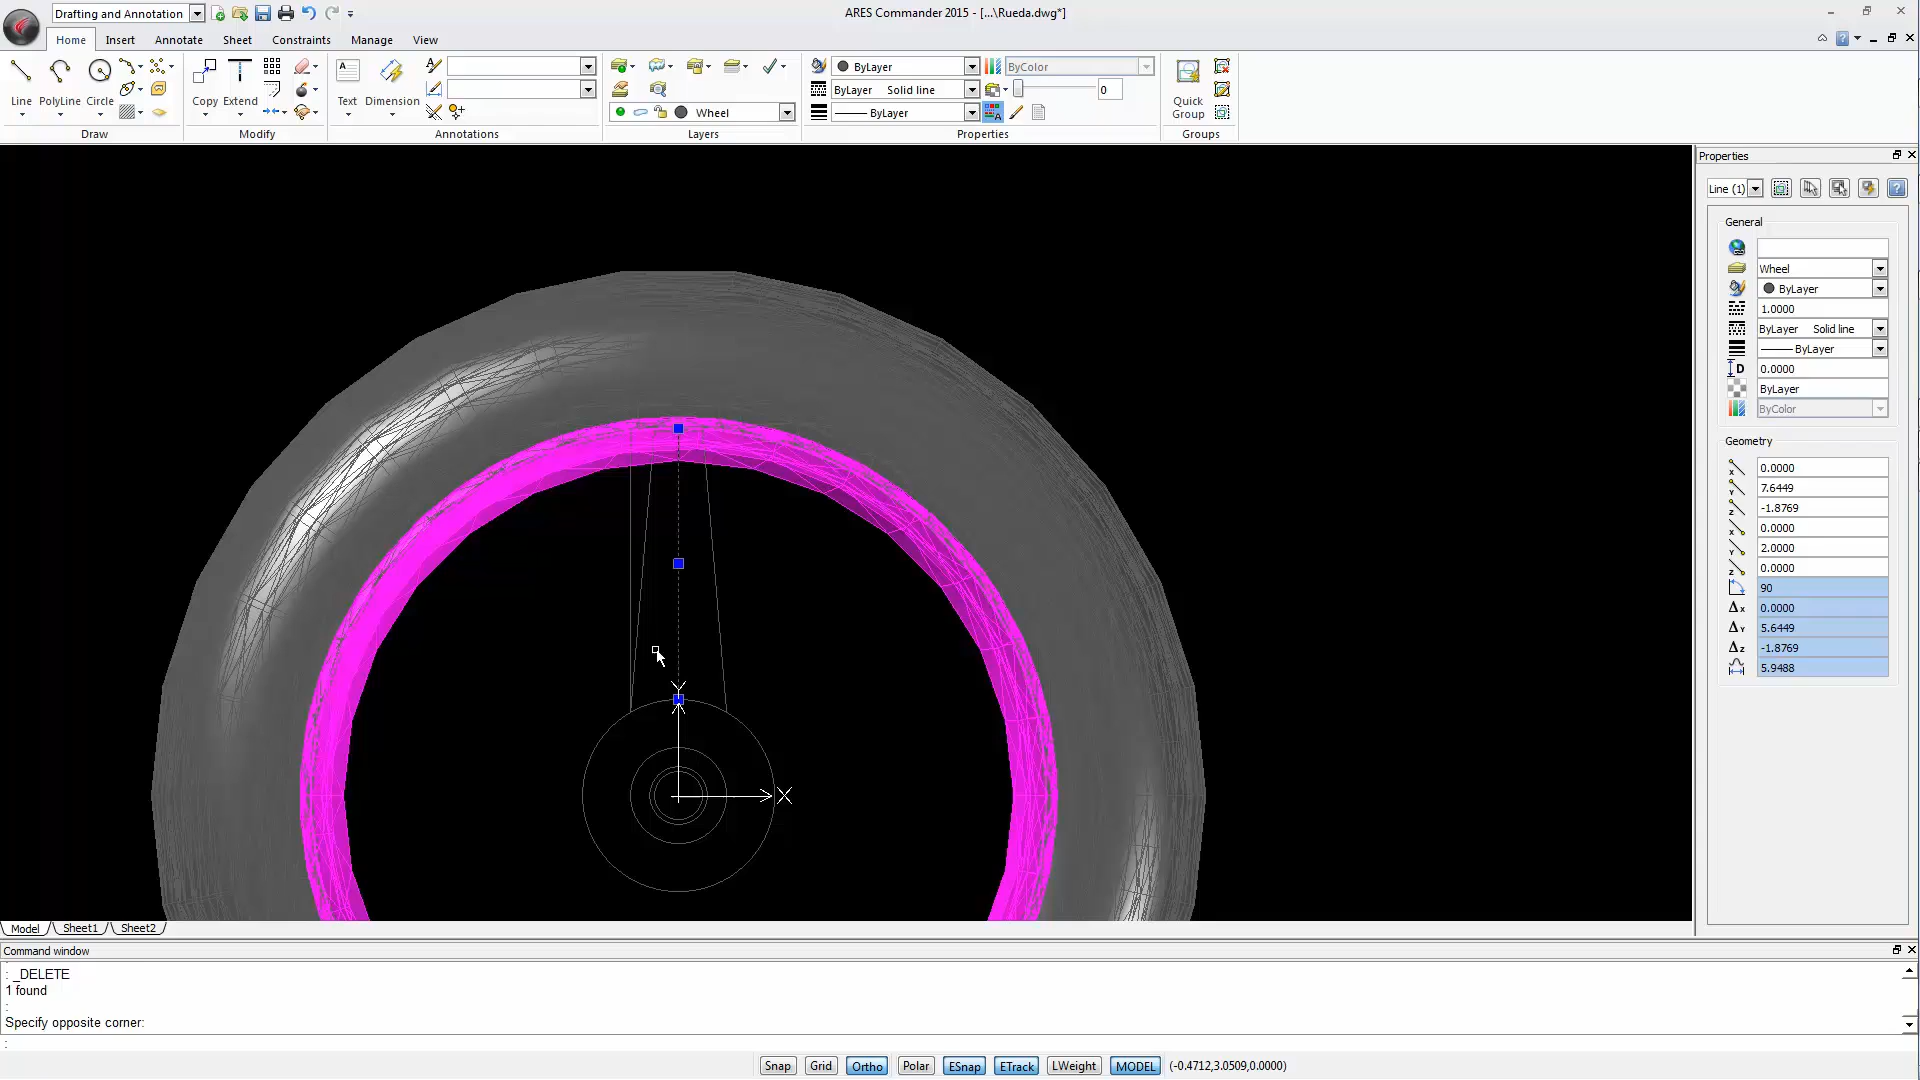 Drafting and Annotation
ARES Commander 2015 - [...\Rueda.dwg*]
Home Insert Annotate Sheet Constraints Manage View
Line PolyLine Circle
Copy Extend
Text Dimension
Quick Group
Draw Modify Annotations Layers Properties Groups
Wheel
ByLayer
ByLayer Solid line
ByLayer
ByColor
0
Properties
Line (1)
General
Wheel
ByLayer
1.0000
ByLayer Solid line
ByLayer
D 0.0000
ByLayer
ByColor
Geometry
X 0.0000
Y 7.6449
Z -1.8769
X 0.0000
Y 2.0000
Z 0.0000
90
Δx 0.0000
ΔY 5.6449
Δz -1.8769
5.9488
Y
X
Model Sheet1 Sheet2
Command window
: _DELETE
1 found
:
Specify opposite corner:
:
Snap Grid Ortho Polar ESnap ETrack LWeight MODEL (-0.4712,3.0509,0.0000)